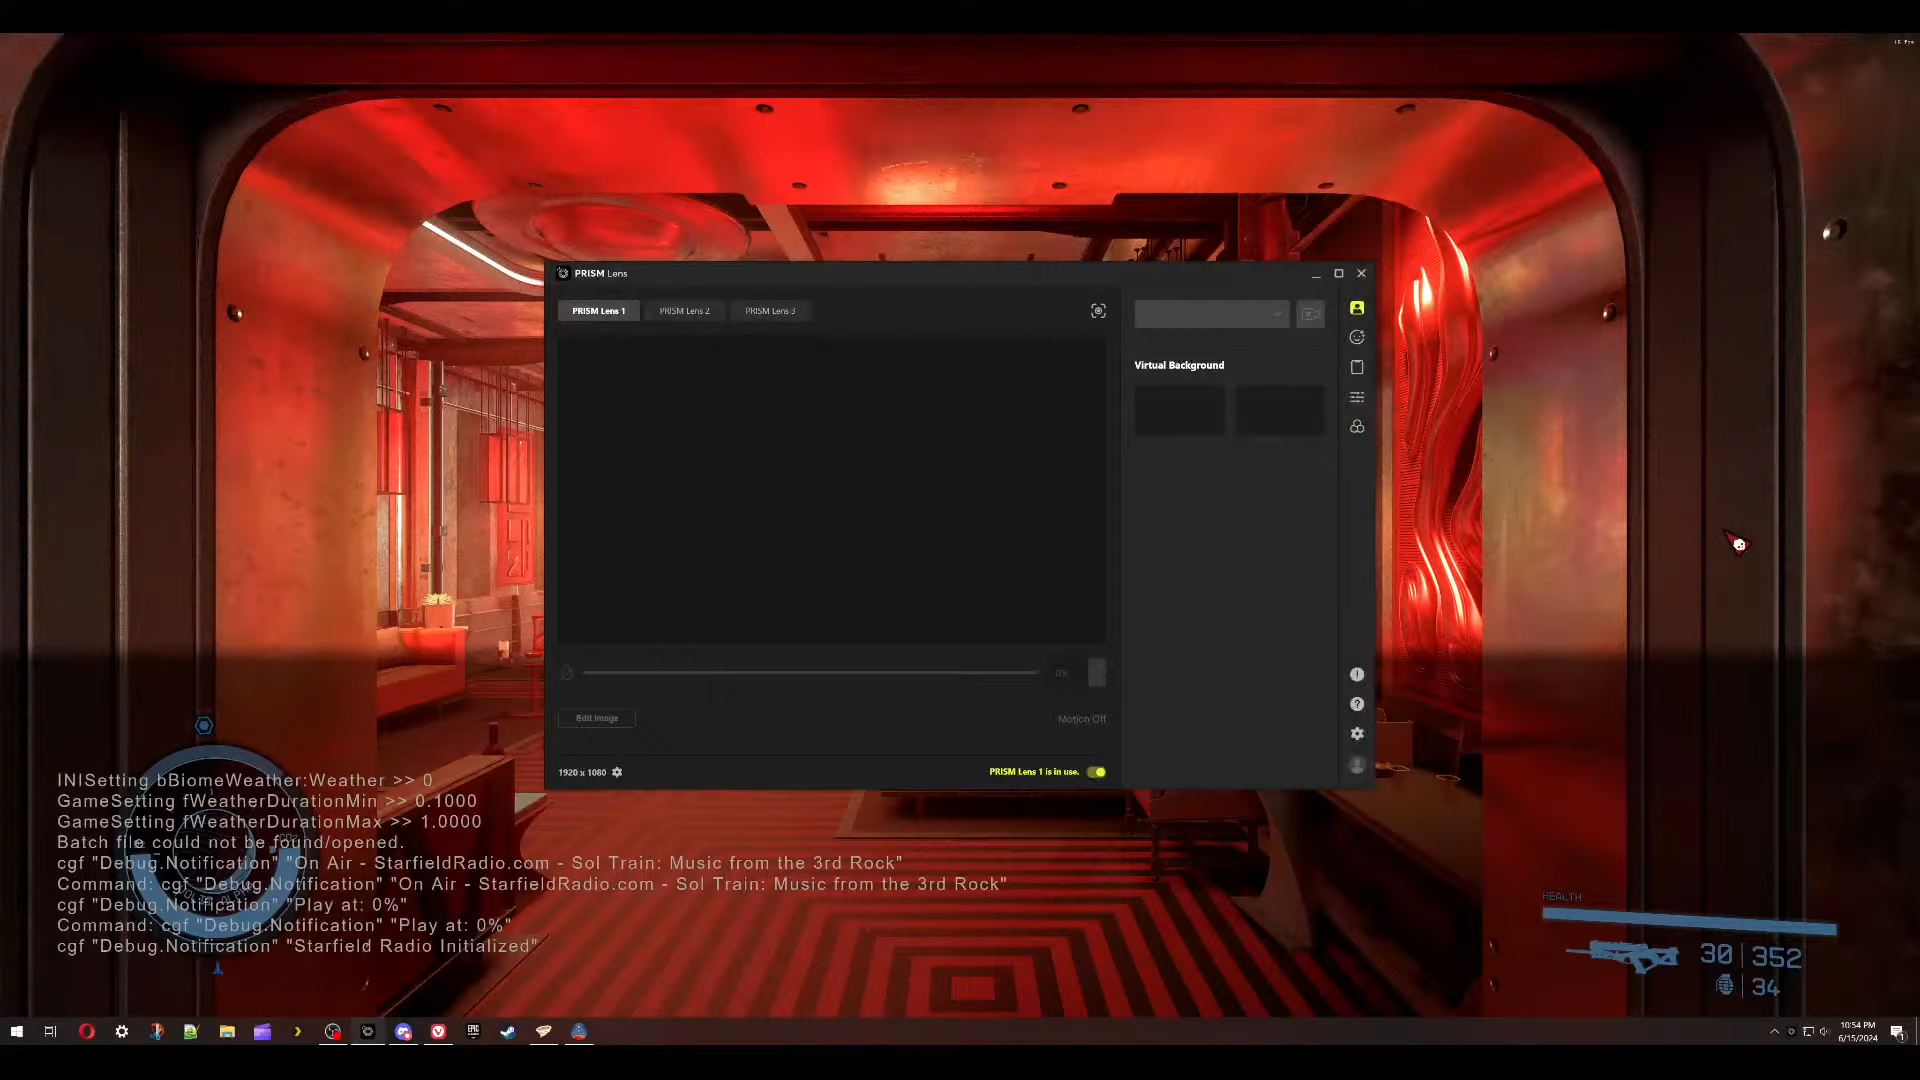 15 fps
PRISM Lens
PRISM Lens 1
PRISM Lens 2
PRISM Lens 3
Virtual Background
0%
Edit Image
Motion Off
1920 x 1080
PRISM Lens 1 is in use.
INISetting bBiomeWeather:Weather >> 0
GameSetting fWeatherDurationMin >> 0.1000
GameSetting fWeatherDurationMax >> 1.0000
Batch file could not be found/opened.
cgf "Debug.Notification" "On Air - StarfieldRadio.com - Sol Train: Music from the 3rd Rock"
Command: cgf "Debug.Notification" "On Air - StarfieldRadio.com - Sol Train: Music from the 3rd Rock"
cgf "Debug.Notification" "Play at: 0%"
Command: cgf "Debug.Notification" "Play at: 0%"
cgf "Debug.Notification" "Starfield Radio Initialized"
HEALTH
30 | 352
34
EPIC
10:54 PM
6/15/2024